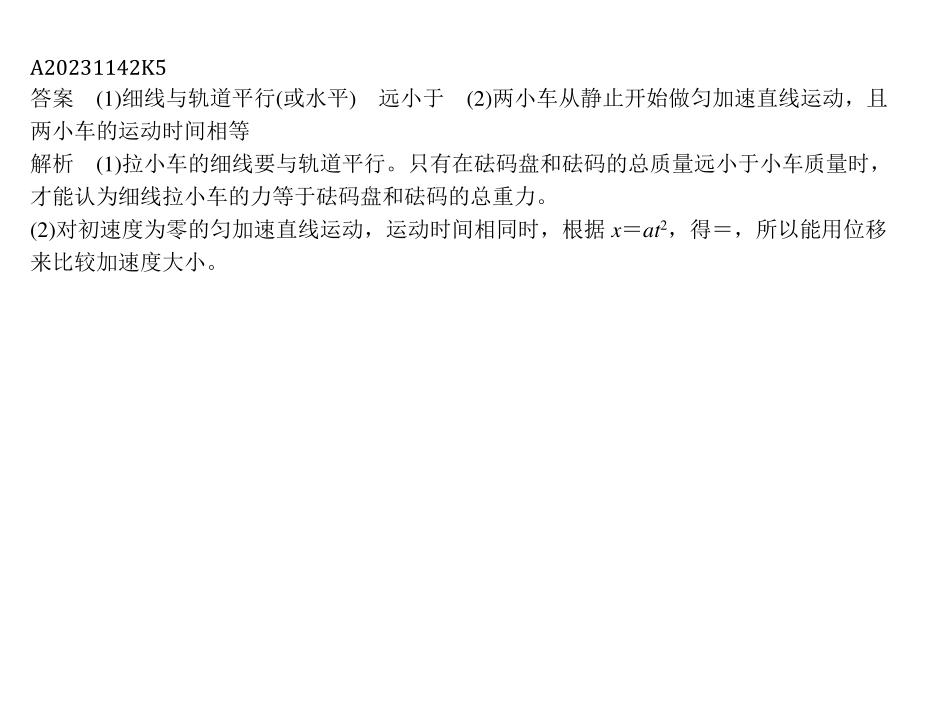 A20231142K5
答案　(1)细线与轨道平行(或水平)　远小于　(2)两小车从静止开始做匀加速直线运动，且
两小车的运动时间相等
解析　(1)拉小车的细线要与轨道平行。只有在砝码盘和砝码的总质量远小于小车质量时，
才能认为细线拉小车的力等于砝码盘和砝码的总重力。
(2)对初速度为零的匀加速直线运动，运动时间相同时，根据 x＝at²，得＝，所以能用位移
来比较加速度大小。